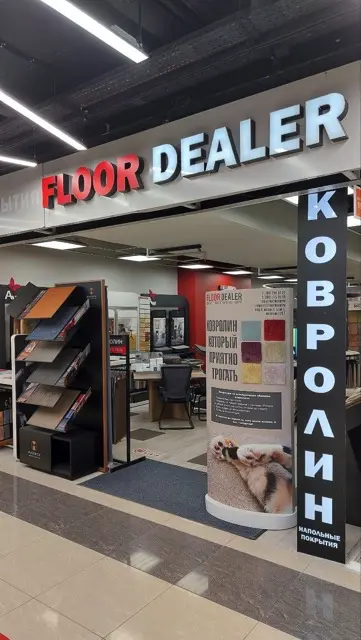 FLOOR DEALER
КОВРОЛИН
НАПОЛЬНЫЕ
ПОКРЫТИЯ
FLOOR DEALER
КОВРОЛИН
КОТОРЫЙ
ПРИЯТНО
ТРОГАТЬ